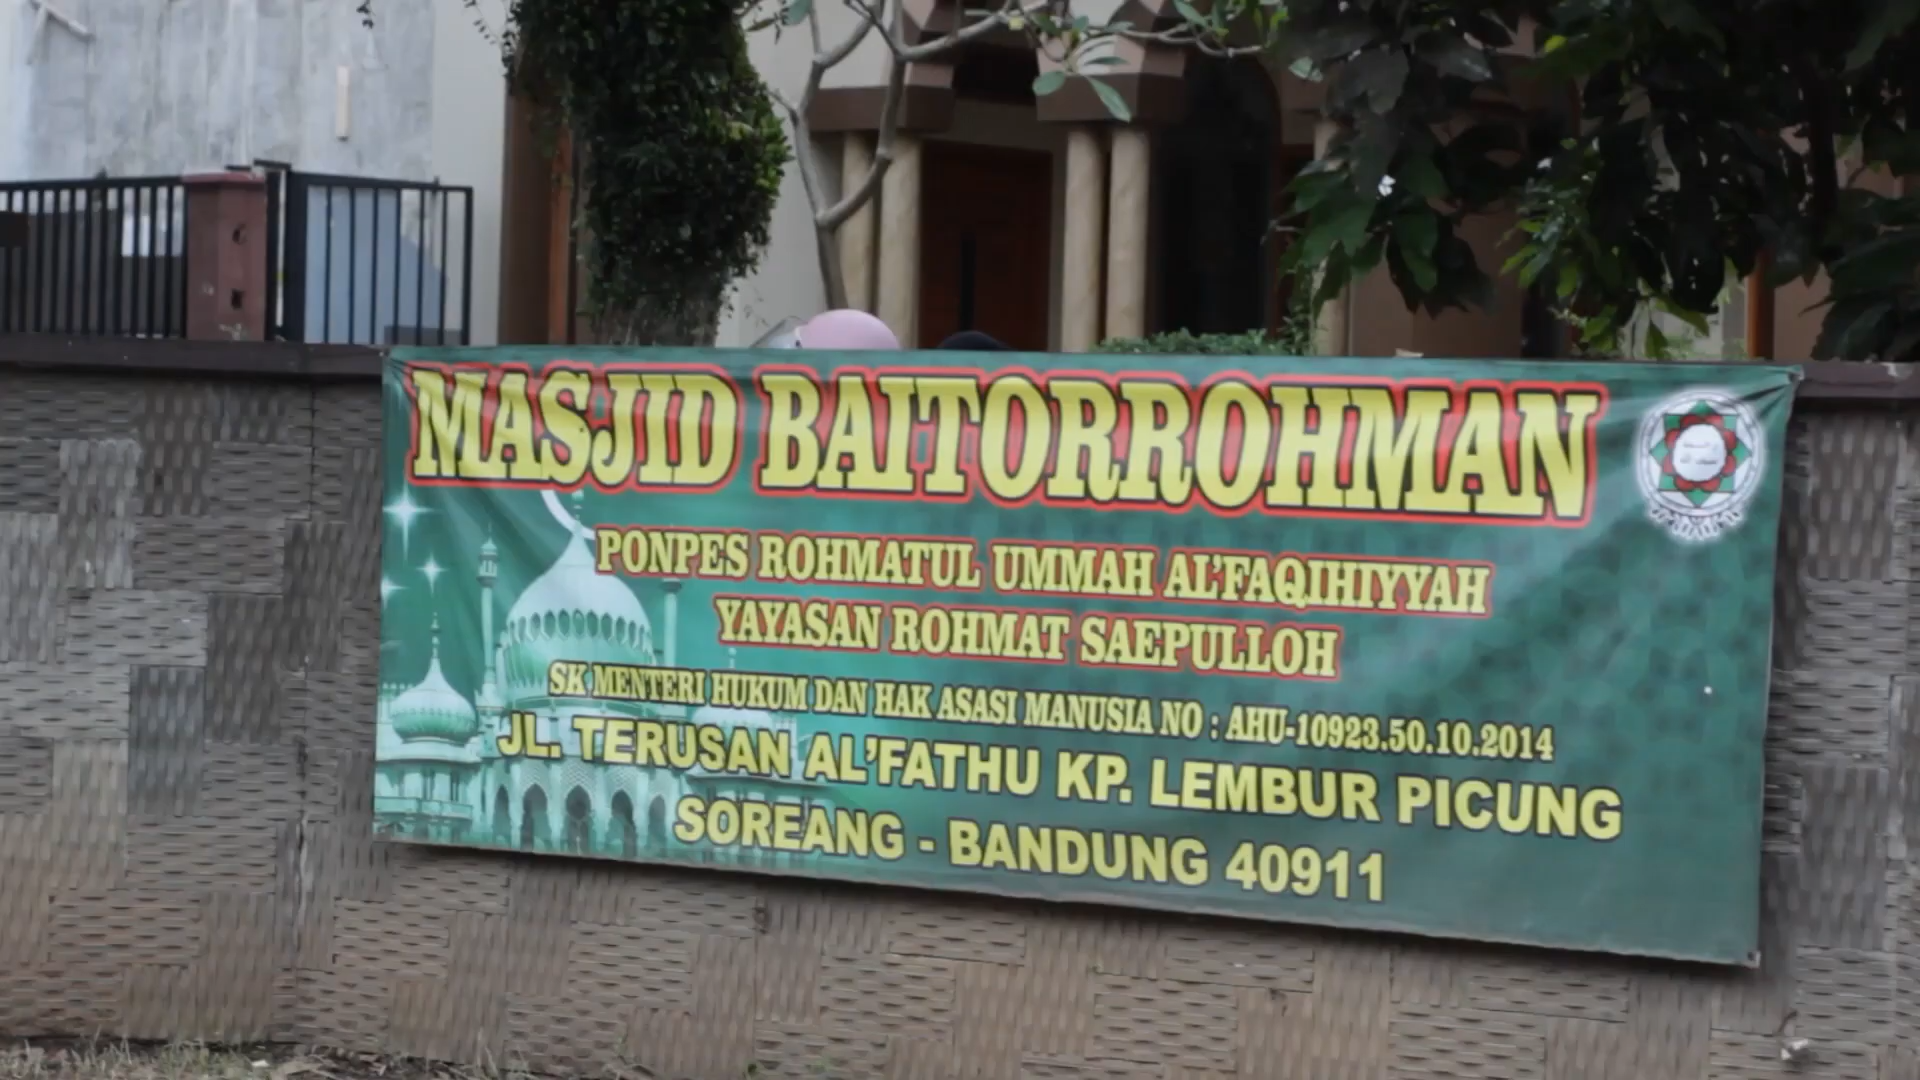 MASJID BAITORROHMAN
PONPES ROHMATUL UMMAH AL'FAQIHIYYAH
YAYASAN ROHMAT SAEPULLOH
SK MENTERI HUKUM DAN HAK ASASI MANUSIA NO : AHU-10923.50.10.2014
JL. TERUSAN AL'FATHU KP. LEMBUR PICUNG
SOREANG - BANDUNG 40911